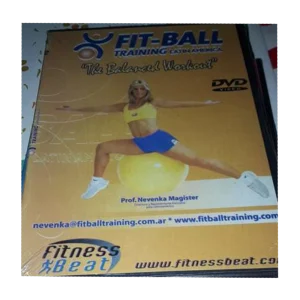 FIT-BALL
TRAINING
"The Balanced Workout"
DVD
VIDEO
Prof. Nevenka Magister
nevenka@fitballtraining.com.ar * www.fitballtraining.com
fitness
Beat
www.fitnessbeat